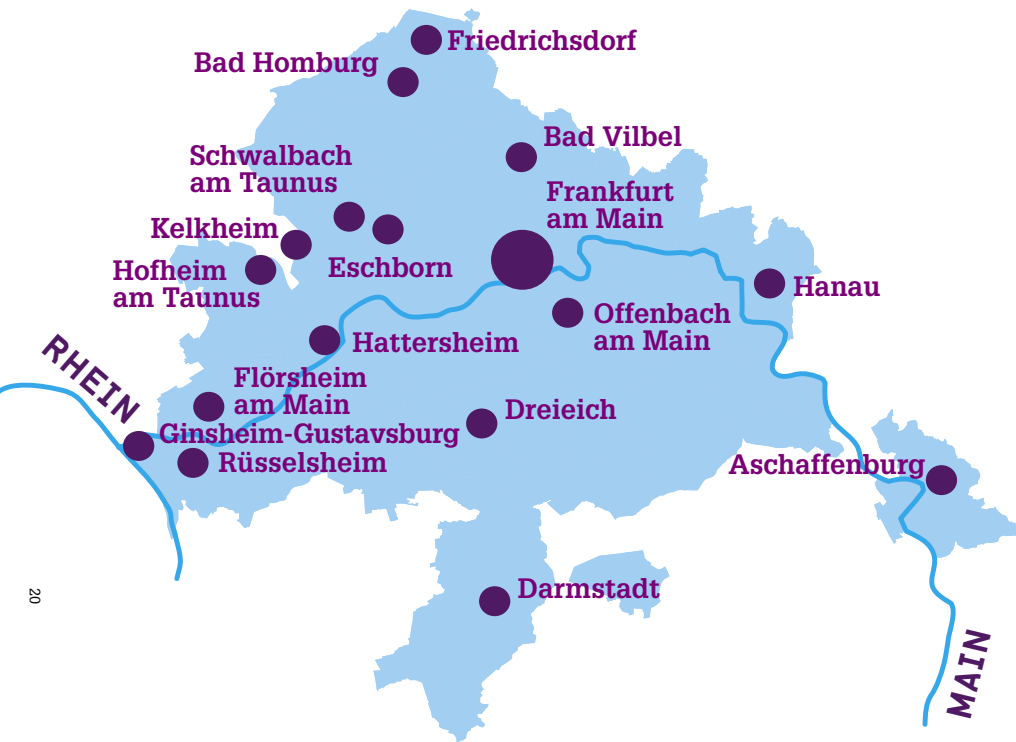 Friedrichsdorf
Bad Homburg
Bad Vilbel
Schwalbach
am Taunus
Frankfurt
am Main
Kelkheim
Eschborn
Hofheim
am Taunus
Hanau
Offenbach
am Main
Hattersheim
RHEIN
Flörsheim
am Main
Dreieich
Ginsheim-Gustavsburg
Rüsselsheim
Aschaffenburg
Darmstadt
20
MAIN